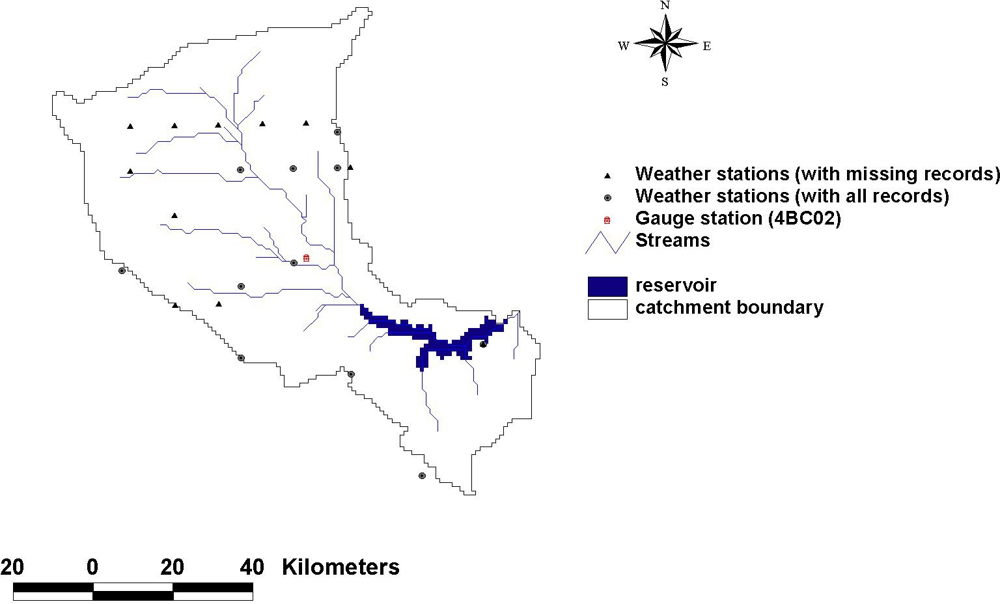 N
W E
S
Weather stations (with missing records)
Weather stations (with all records)
Gauge station (4BC02)
Streams
reservoir
catchment boundary
20 0 20 40 Kilometers